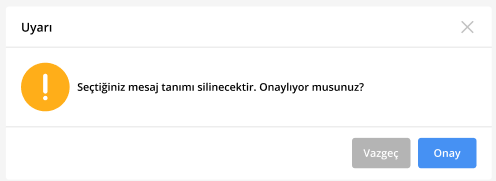 Uyarı
Seçtiğiniz mesaj tanımı silinecektir. Onaylıyor musunuz?
Vazgeç
Onay